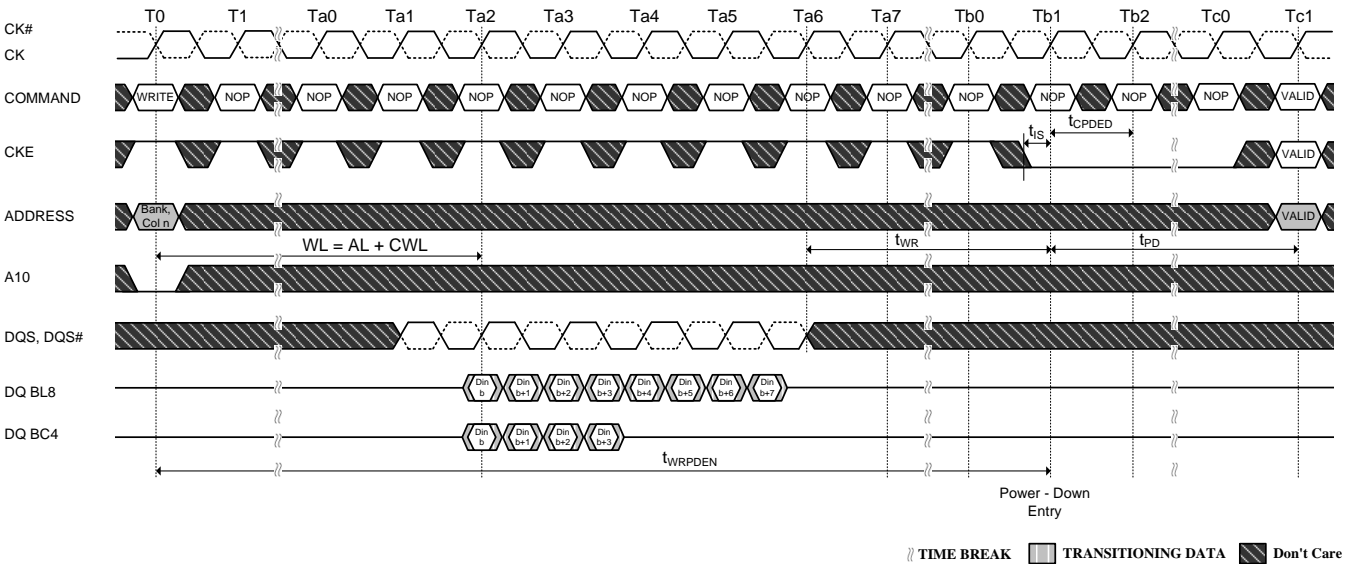 T0 T1 Ta0 Ta1 Ta2 Ta3 Ta4 Ta5 Ta6 Ta7 Tb0 Tb1 Tb2 Tc0 Tc1
CK#
CK
COMMAND WRITE NOP NOP NOP NOP NOP NOP NOP NOP NOP NOP NOP NOP NOP VALID
tIS tCPDED
CKE VALID
ADDRESS Bank, Col n VALID
WL = AL + CWL tWR tPD
A10
DQS, DQS#
DQ BL8 Din b Din b+1 Din b+2 Din b+3 Din b+4 Din b+5 Din b+6 Din b+7
DQ BC4 Din b Din b+1 Din b+2 Din b+3
tWRPDEN
Power - Down
Entry
TIME BREAK TRANSITIONING DATA Don't Care